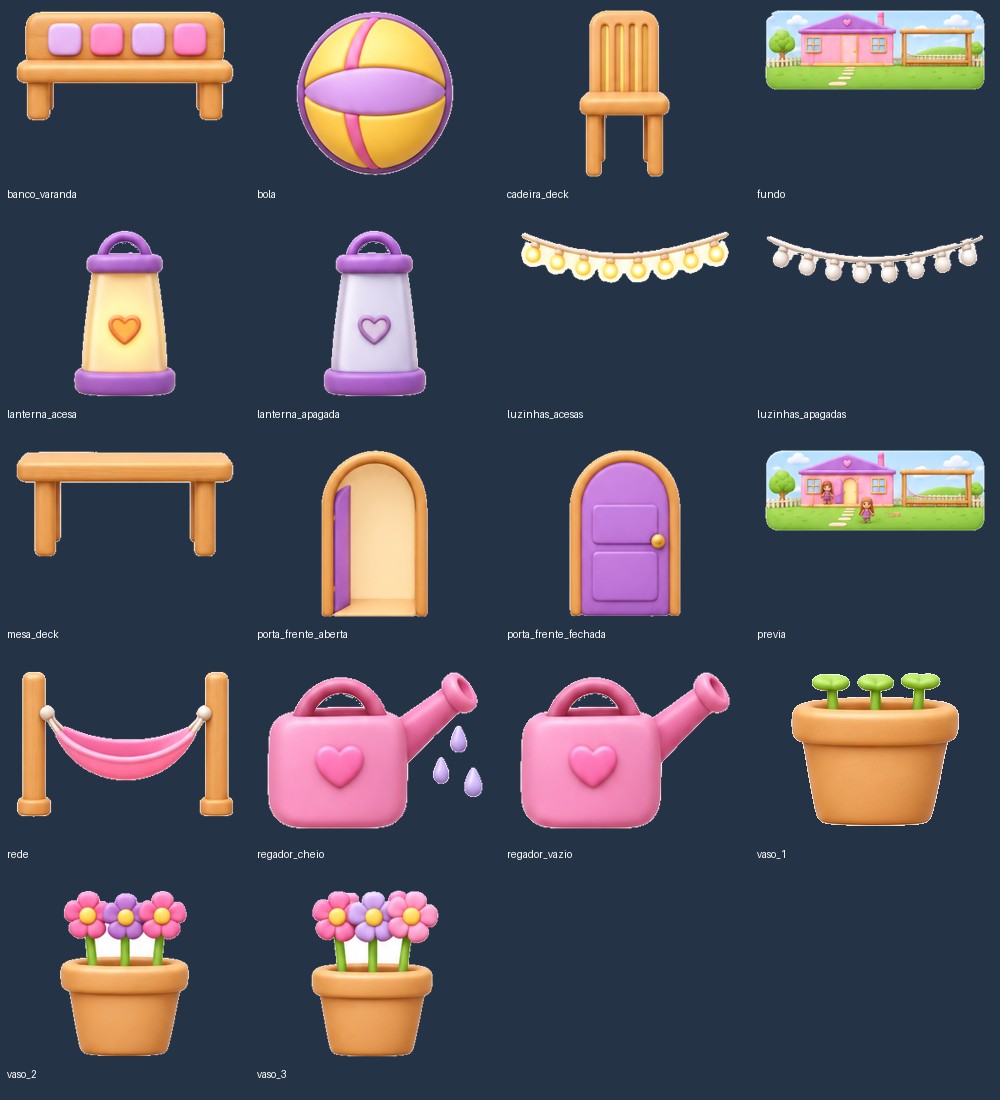 banco_varanda
bola
cadeira_deck
fundo
lanterna_acesa
lanterna_apagada
luzinhas_acesas
luzinhas_apagadas
mesa_deck
porta_frente_aberta
porta_frente_fechada
previa
rede
regador_cheio
regador_vazio
vaso_1
vaso_2
vaso_3